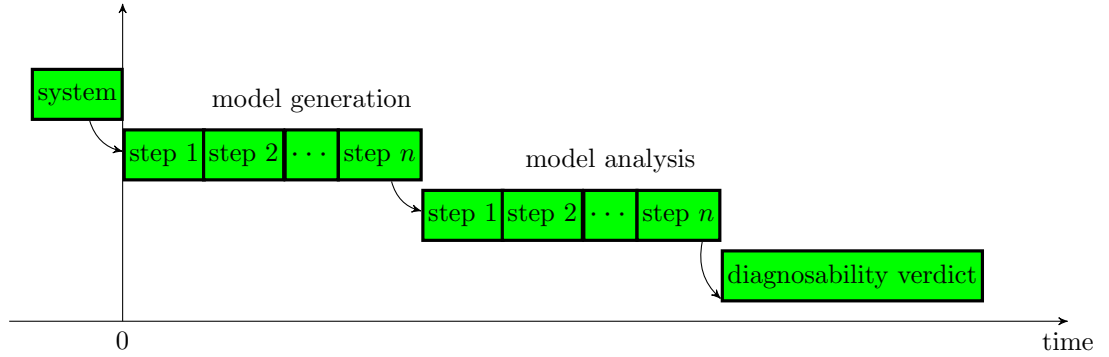 system
model generation
step 1 step 2 ··· step n
model analysis
step 1 step 2 ··· step n
diagnosability verdict
0
time